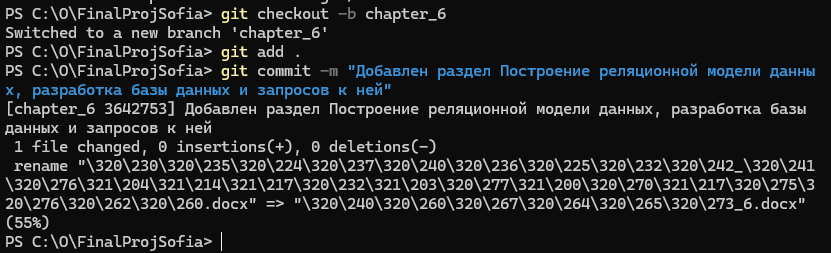 PS C:\O\FinalProjSofia> git checkout -b chapter_6
Switched to a new branch 'chapter_6'
PS C:\O\FinalProjSofia> git add .
PS C:\O\FinalProjSofia> git commit -m "Добавлен раздел Построение реляционной модели данны
х, разработка базы данных и запросов к ней"
[chapter_6 3642753] Добавлен раздел Построение реляционной модели данных, разработка базы
данных и запросов к ней
 1 file changed, 0 insertions(+), 0 deletions(-)
 rename "\320\230\320\235\320\224\320\237\320\240\320\236\320\225\320\232\320\242_\320\241
\320\276\321\204\321\214\321\217\320\232\321\203\320\277\321\200\320\270\321\217\320\275\3
20\276\320\262\320\260.docx" => "\320\240\320\260\320\267\320\264\320\265\320\273_6.docx"
(55%)
PS C:\O\FinalProjSofia>